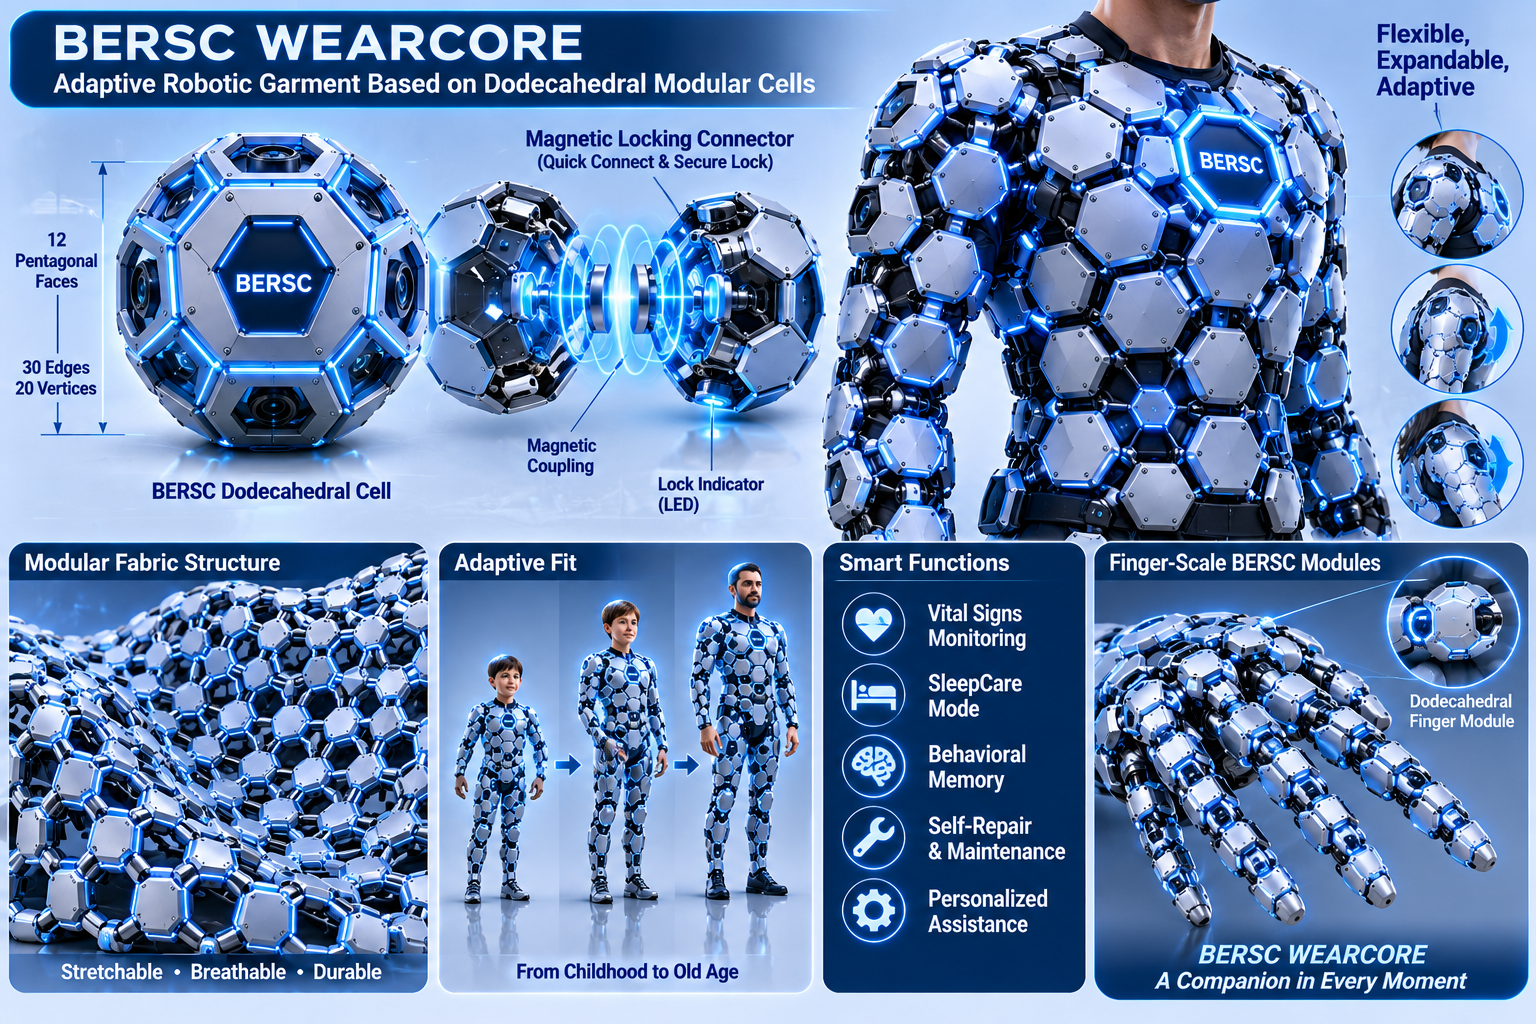 BERSC WEARCORE
Adaptive Robotic Garment Based on Dodecahedral Modular Cells
12
Pentagonal
Faces
30 Edges
20 Vertices
BERSC
BERSC Dodecahedral Cell
Magnetic Locking Connector
(Quick Connect & Secure Lock)
Magnetic
Coupling
Lock Indicator
(LED)
BERSC
Flexible,
Expandable,
Adaptive
Modular Fabric Structure
Stretchable • Breathable • Durable
Adaptive Fit
From Childhood to Old Age
Smart Functions
Vital Signs
Monitoring
SleepCare
Mode
Behavioral
Memory
Self-Repair
& Maintenance
Personalized
Assistance
Finger-Scale BERSC Modules
Dodecahedral
Finger Module
BERSC WEARCORE
A Companion in Every Moment